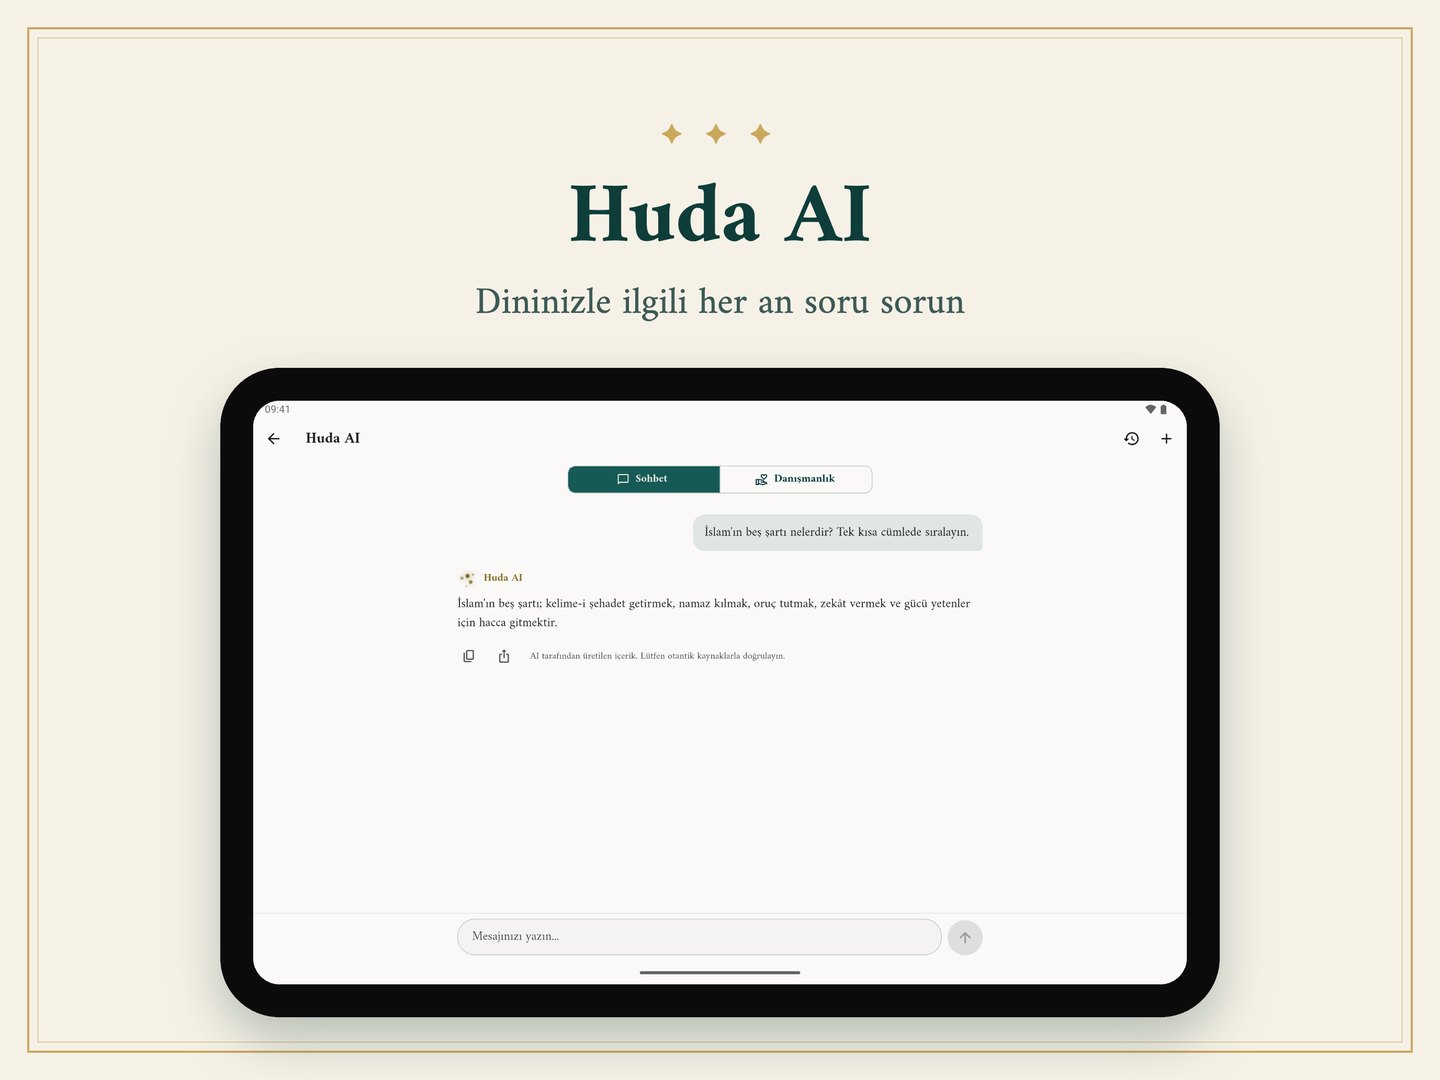 Huda AI
Dininizle ilgili her an soru sorun
09:41
Huda AI
Sohbet
Danışmanlık
İslam'ın beş şartı nelerdir? Tek kısa cümlede sıralayın.
Huda AI
İslam'ın beş şartı; kelime-i şehadet getirmek, namaz kılmak, oruç tutmak, zekât vermek ve gücü yetenler
için hacca gitmektir.
AI tarafından üretilen içerik. Lütfen otantik kaynaklarla doğrulayın.
Mesajınızı yazın...